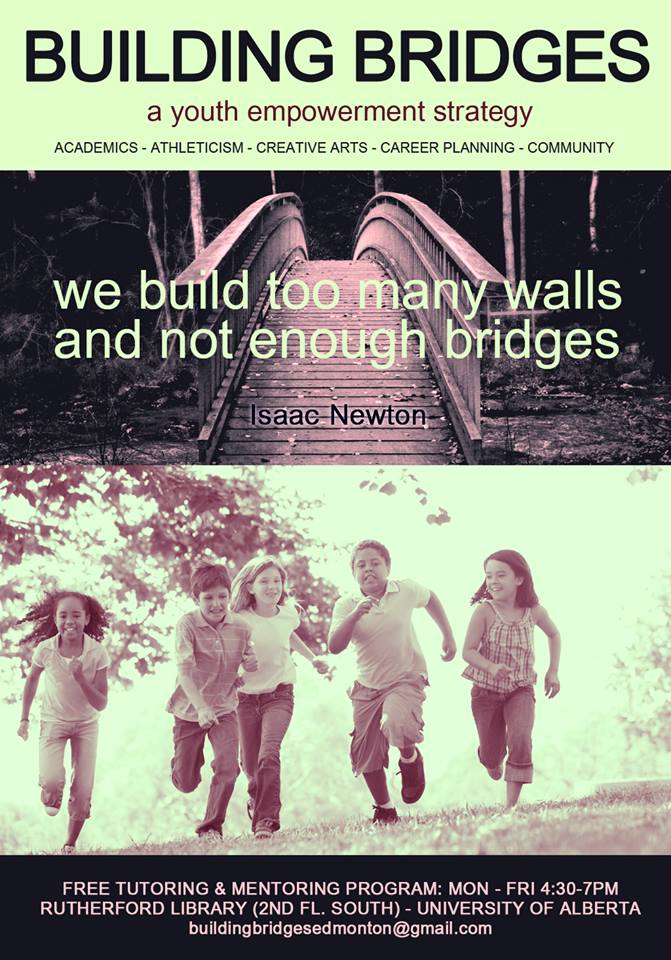 BUILDING BRIDGES
a youth empowerment strategy
ACADEMICS - ATHLETICISM - CREATIVE ARTS - CAREER PLANNING - COMMUNITY
we build too many walls
and not enough bridges
Isaac Newton
FREE TUTORING & MENTORING PROGRAM: MON - FRI 4:30-7PM
RUTHERFORD LIBRARY (2ND FL. SOUTH) - UNIVERSITY OF ALBERTA
buildingbridgesedmonton@gmail.com